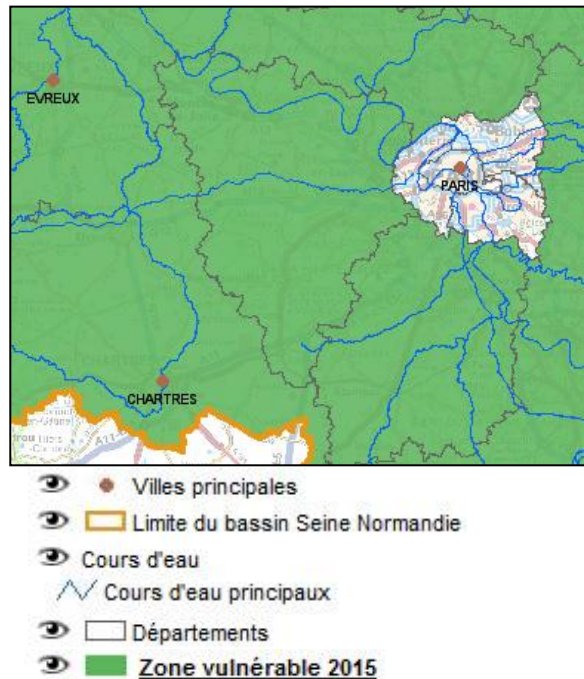 EVREUX
PARIS
CHARTRES
Villes principales
Limite du bassin Seine Normandie
Cours d'eau
Cours d'eau principaux
Départements
Zone vulnérable 2015